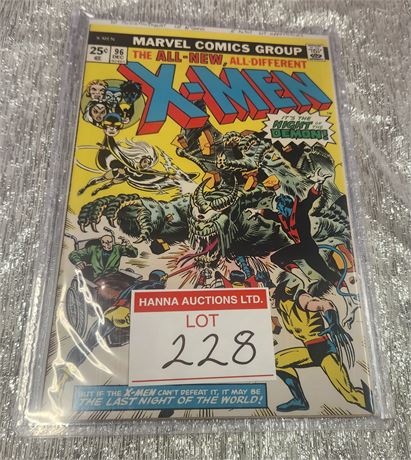 X-MEN
MARVEL COMICS GROUP
25¢ 96 DEC
THE ALL-NEW, ALL-DIFFERENT
X-MEN
IT'S THE
NIGHT OF THE
DEMON!
HANNA AUCTIONS LTD.
LOT
228
BUT IF THE X-MEN CAN'T DEFEAT IT, IT MAY BE
THE LAST NIGHT OF THE WORLD!